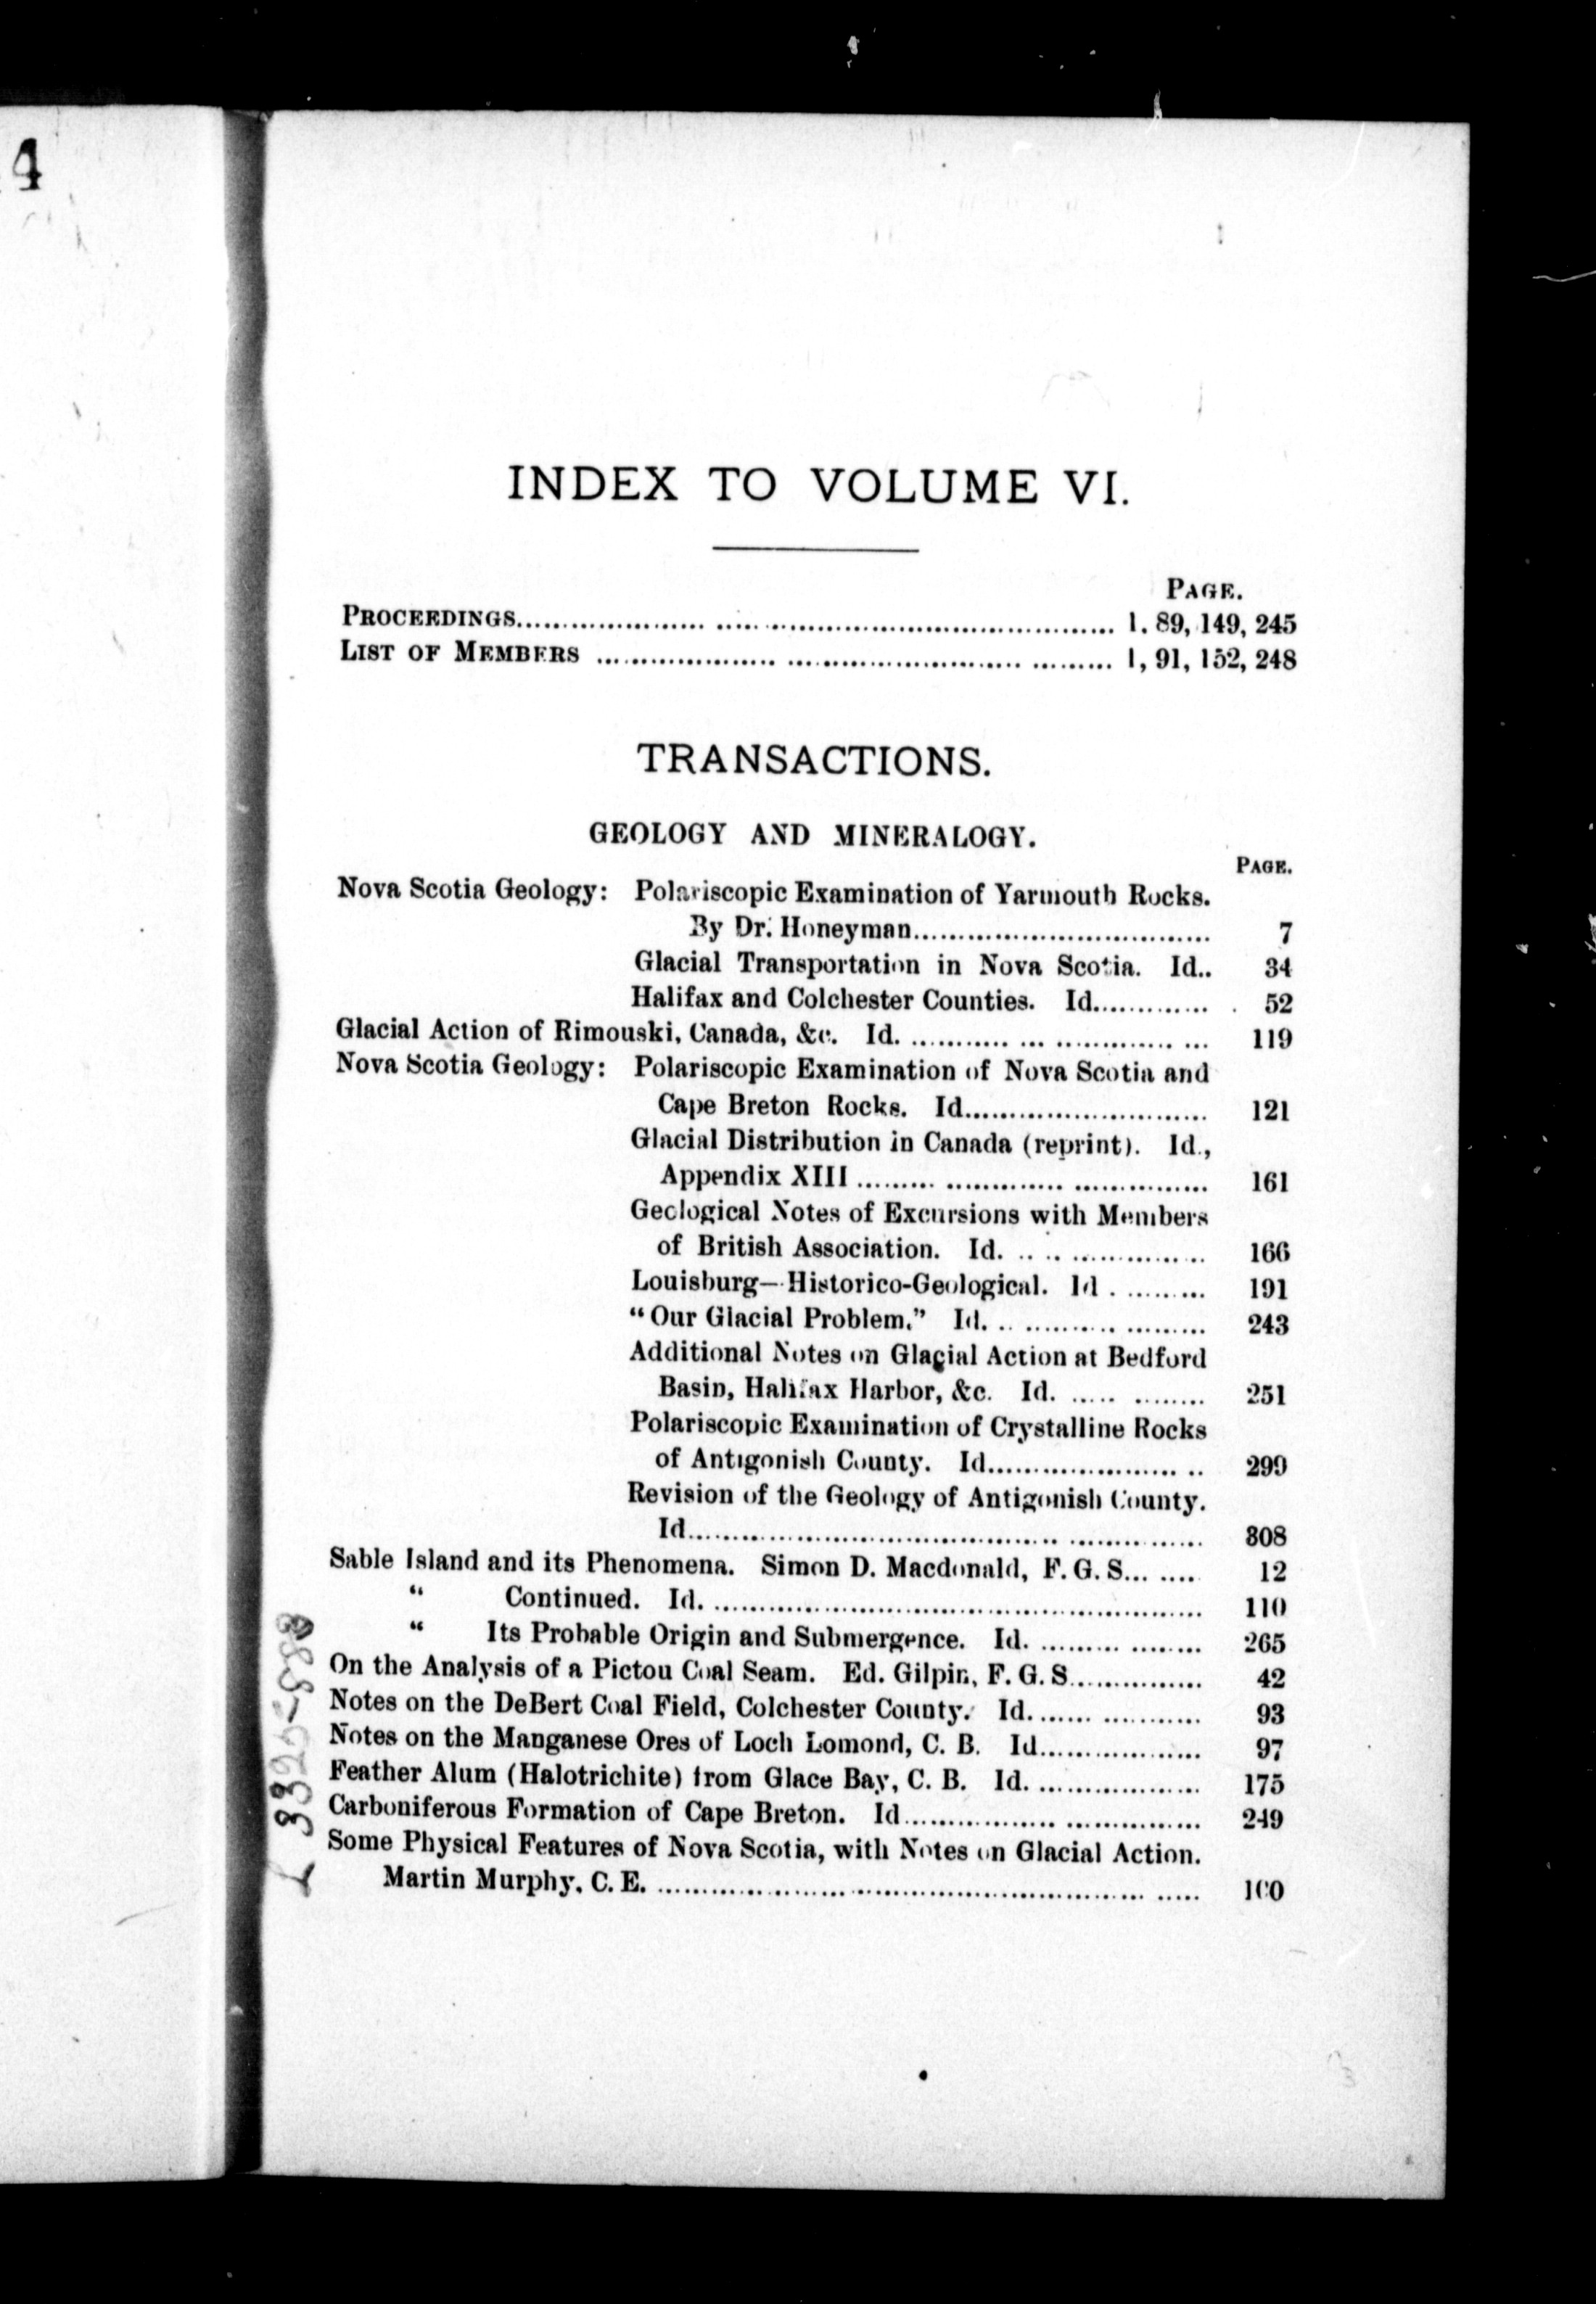 4
INDEX TO VOLUME VI.
PAGE.
PROCEEDINGS.................................................................... 1, 89, 149, 245
LIST OF MEMBERS .......................................................... 1, 91, 152, 248
TRANSACTIONS.
GEOLOGY AND MINERALOGY.
PAGE.
Nova Scotia Geology: Polariscopic Examination of Yarmouth Rocks.
By Dr. Honeyman................................. 7
Glacial Transportation in Nova Scotia. Id.. 34
Halifax and Colchester Counties. Id............. 52
Glacial Action of Rimouski, Canada, &c. Id. .............................. 119
Nova Scotia Geology: Polariscopic Examination of Nova Scotia and
Cape Breton Rocks. Id........................... 121
Glacial Distribution in Canada (reprint). Id.,
Appendix XIII ..................................... 161
Geological Notes of Excursions with Members
of British Association. Id. .................... 166
Louisburg—Historico-Geological. Id .......... 191
"Our Glacial Problem." Id. ..................... 243
Additional Notes on Glacial Action at Bedford
Basin, Halifax Harbor, &c. Id. ............. 251
Polariscopic Examination of Crystalline Rocks
of Antigonish County. Id....................... 299
Revision of the Geology of Antigonish County.
Id......................................................... 308
Sable Island and its Phenomena. Simon D. Macdonald, F. G. S....... 12
" Continued. Id. ...................................................... 110
" Its Probable Origin and Submergence. Id. ................. 265
On the Analysis of a Pictou Coal Seam. Ed. Gilpin, F. G. S............... 42
Notes on the DeBert Coal Field, Colchester County. Id................... 93
Notes on the Manganese Ores of Loch Lomond, C. B. Id.................. 97
Feather Alum (Halotrichite) from Glace Bay, C. B. Id. .................. 175
Carboniferous Formation of Cape Breton. Id................................ 249
Some Physical Features of Nova Scotia, with Notes on Glacial Action.
Martin Murphy, C. E. ........................................................... 100